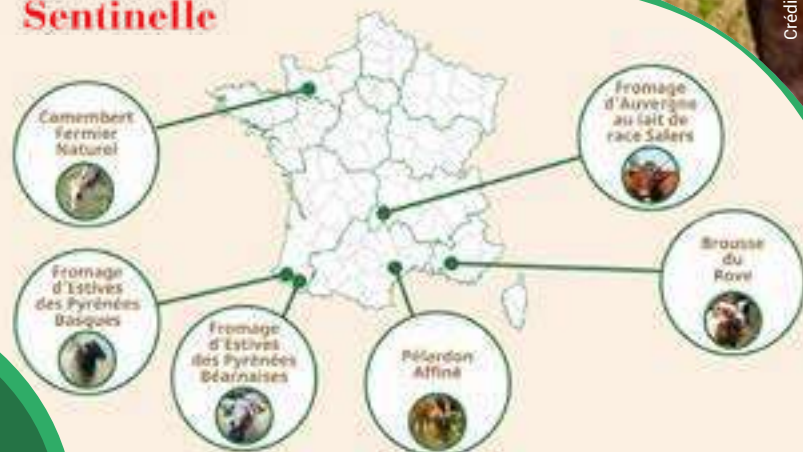 Sentinelle
Camembert
Fermier
Naturel
Fromage
d'Auvergne
au lait de
race Salers
Brousse
du
Rove
Fromage
d'Estives
des Pyrénées
Basques
Fromage
d'Estives
des Pyrénées
Béarnaises
Pélardon
Affiné
Crédi